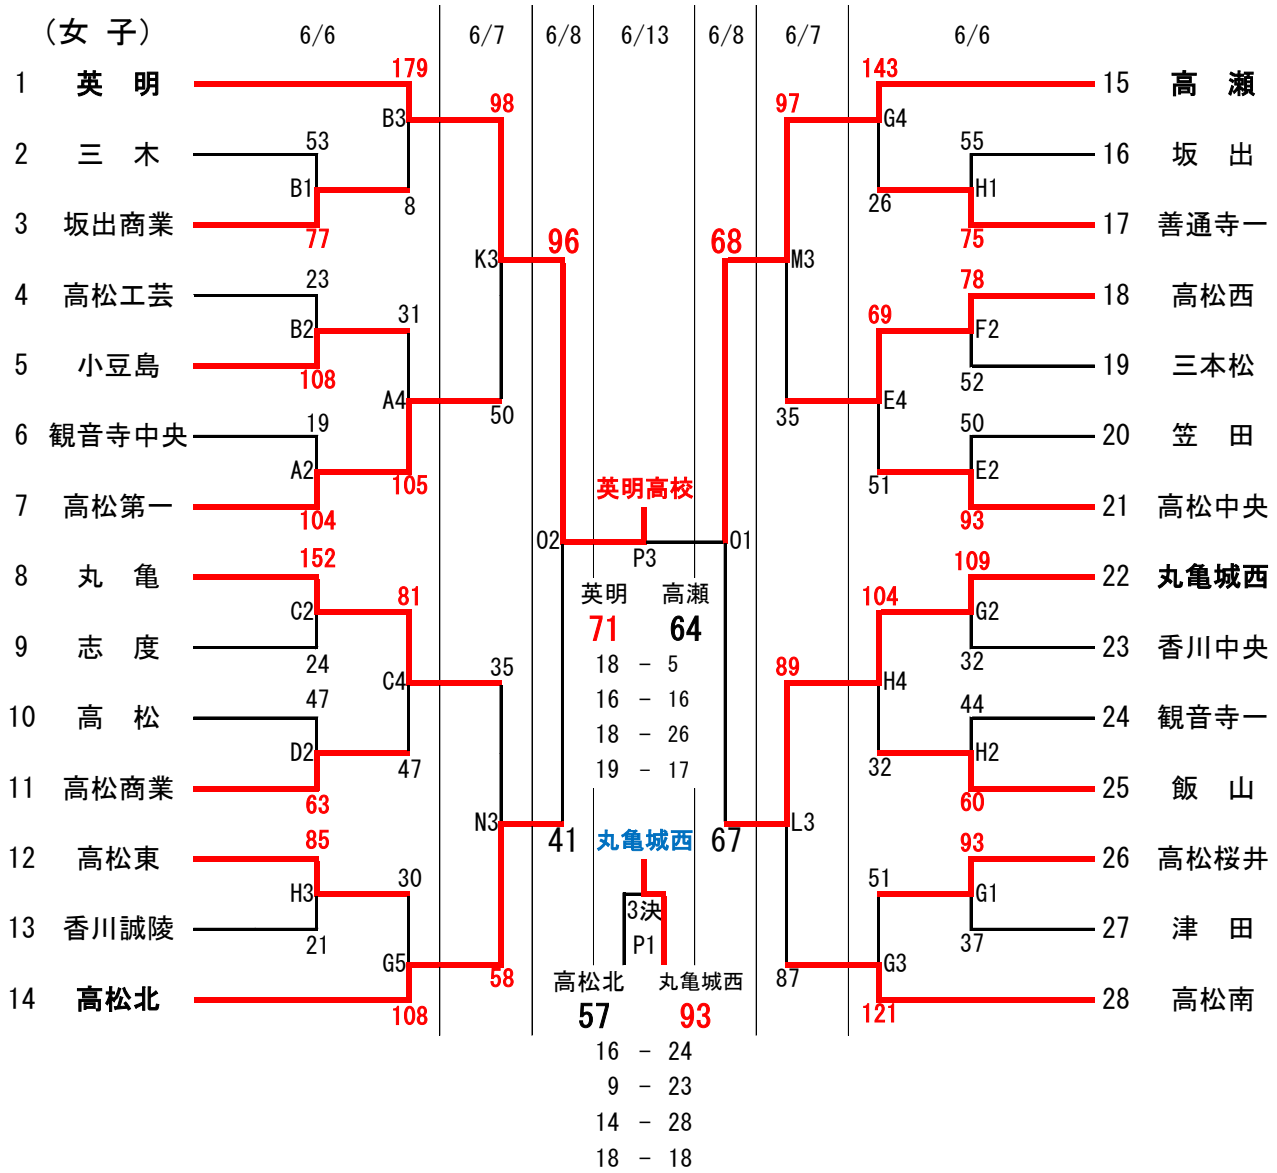 (女 子) 6/6 6/7 6/8 6/13 6/8 6/7 6/6
179 143
1 英 明 15 高 瀬
98 97
B3 G4
53 55
2 三 木 16 坂 出
B1 H1
8 26
3 坂出商業 17 善通寺一
77 75
96 68
K3 M3
23 78
4 高松工芸 18 高松西
31 69
B2 F2
5 小豆島 19 三本松
108 52
A4 E4
50 35
19 50
6 観音寺中央 20 笠 田
A2 E2
105 51
英明高校
7 高松第一 21 高松中央
104 93
O2 O1
P3
152 109
8 丸 亀 22 丸亀城西
英明 高瀬
81 104
C2 G2
71 64
9 志 度 23 香川中央
24 32
18 - 5
35 89
C4 H4
47 44
16 - 16
10 高 松 24 観音寺一
18 - 26
D2 H2
47 32
19 - 17
11 高松商業 25 飯 山
63 60
N3 L3
41 67
丸亀城西
85 93
12 高松東 26 高松桜井
30 51
H3 G1
3決
13 香川誠陵 27 津 田
21 37
P1
G5 G3
58 87
高松北 丸亀城西
14 高松北 28 高松南
108 121
57 93
16 - 24
9 - 23
14 - 28
18 - 18